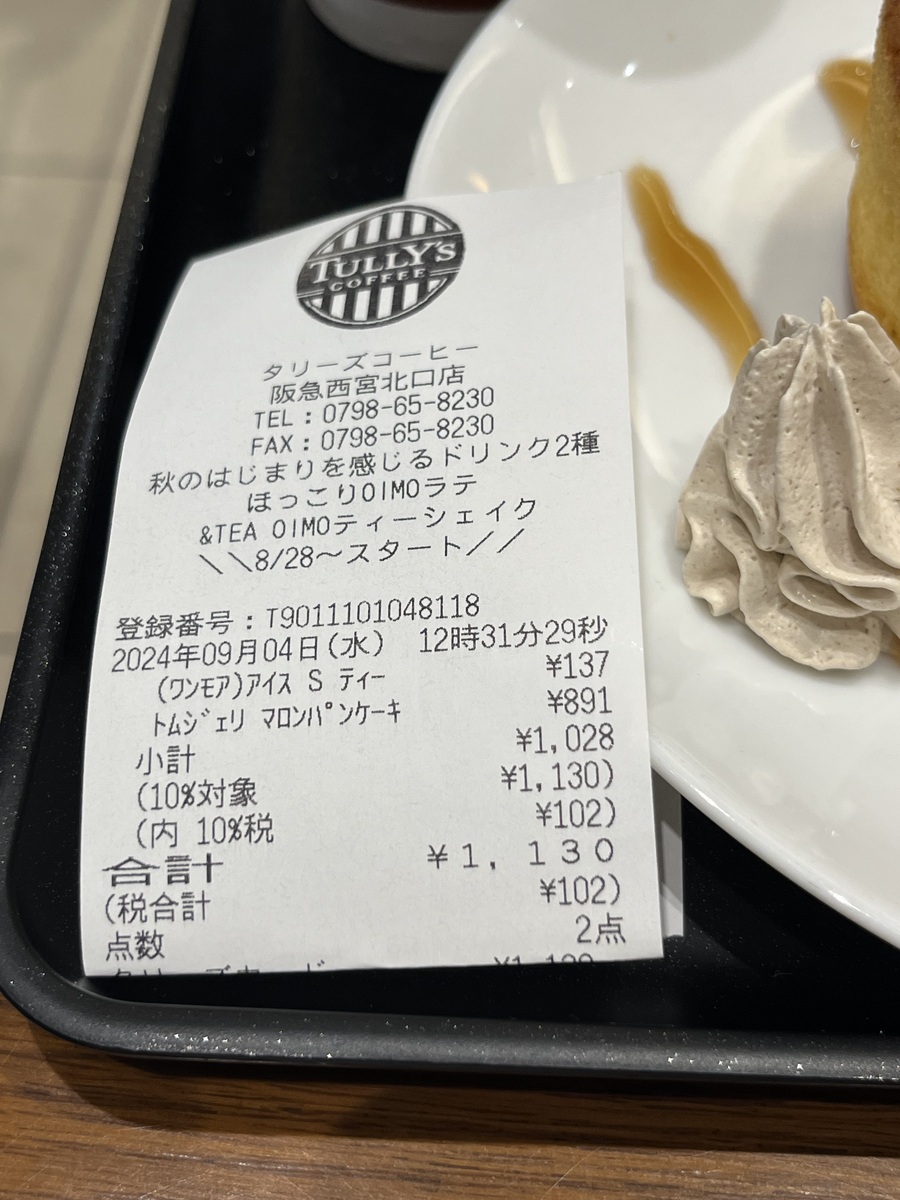 TULLY'S
COFFEE
タリーズコーヒー
阪急西宮北口店
TEL：0798-65-8230
FAX：0798-65-8230
秋のはじまりを感じるドリンク2種
ほっこりOIMOラテ
&TEA OIMOティーシェイク
＼＼8/28～スタート／／
登録番号：T9011101048118
2024年09月04日(水) 12時31分29秒
(ワンモア)アイス S ティー ¥137
トムジェリ マロンパンケーキ ¥891
小計 ¥1,028
(10%対象 ¥1,130)
(内 10%税 ¥102)
合計 ¥1,130
(税合計 ¥102)
点数 2点